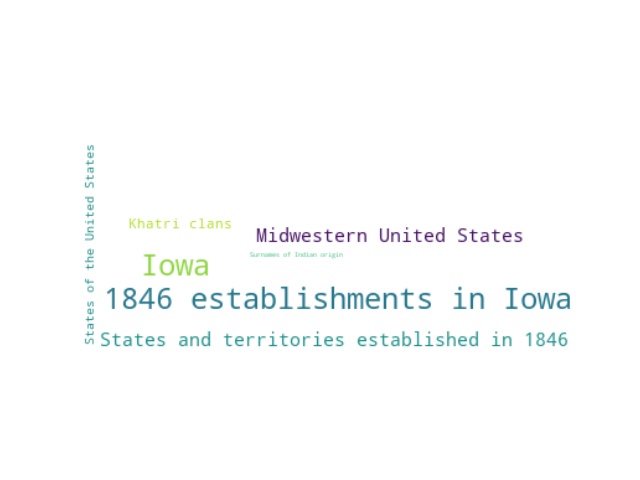 States of the United States
Khatri clans
Midwestern United States
Surnames of Indian origin
Iowa
1846 establishments in Iowa
States and territories established in 1846